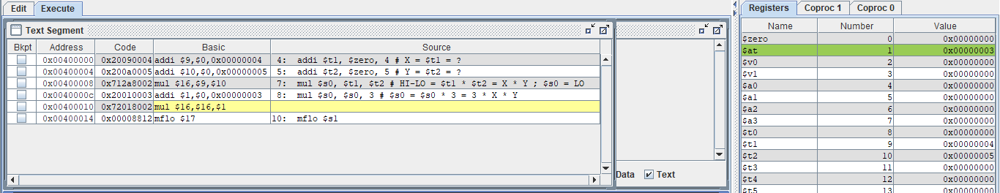 Edit Execute
Text Segment
Bkpt Address Code Basic Source
0x00400000 0x20090004 addi $9,$0,0x00000004 4: addi $t1, $zero, 4 # X = $t1 = ?
0x00400004 0x200a0005 addi $10,$0,0x00000005 5: addi $t2, $zero, 5 # Y = $t2 = ?
0x00400008 0x712a8002 mul $16,$9,$10 7: mul $s0, $t1, $t2 # HI-LO = $t1 * $t2 = X * Y ; $s0 = LO
0x0040000c 0x20010003 addi $1,$0,0x00000003 8: mul $s0, $s0, 3 # $s0 = $s0 * 3 = 3 * X * Y
0x00400010 0x72018002 mul $16,$16,$1
0x00400014 0x00008812 mflo $17 10: mflo $s1
Data Text
Registers Coproc 1 Coproc 0
Name Number Value
$zero 0 0x00000000
$at 1 0x00000003
$v0 2 0x00000000
$v1 3 0x00000000
$a0 4 0x00000000
$a1 5 0x00000000
$a2 6 0x00000000
$a3 7 0x00000000
$t0 8 0x00000000
$t1 9 0x00000004
$t2 10 0x00000005
$t3 11 0x00000000
$t4 12 0x00000000
$t5 13 0x00000000